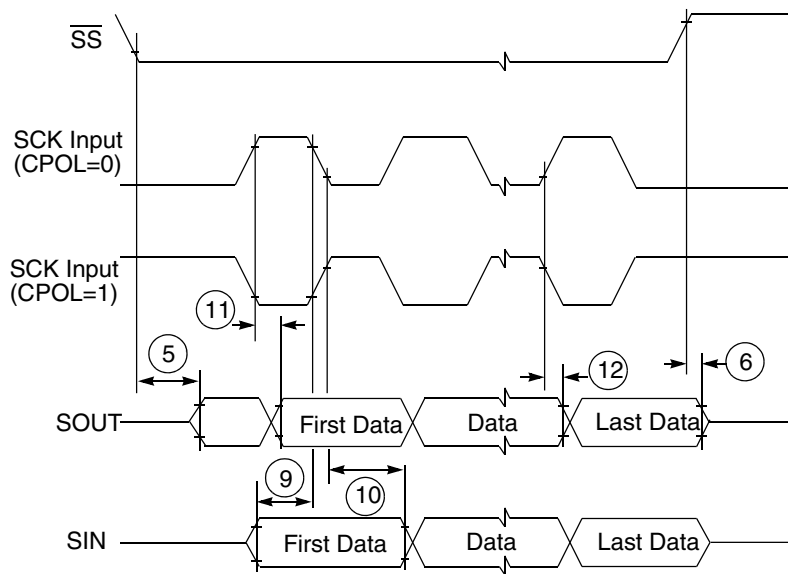 SS
SCK Input
(CPOL=0)
SCK Input
(CPOL=1)
11
5
12
6
SOUT
First Data
Data
Last Data
9
10
SIN
First Data
Data
Last Data